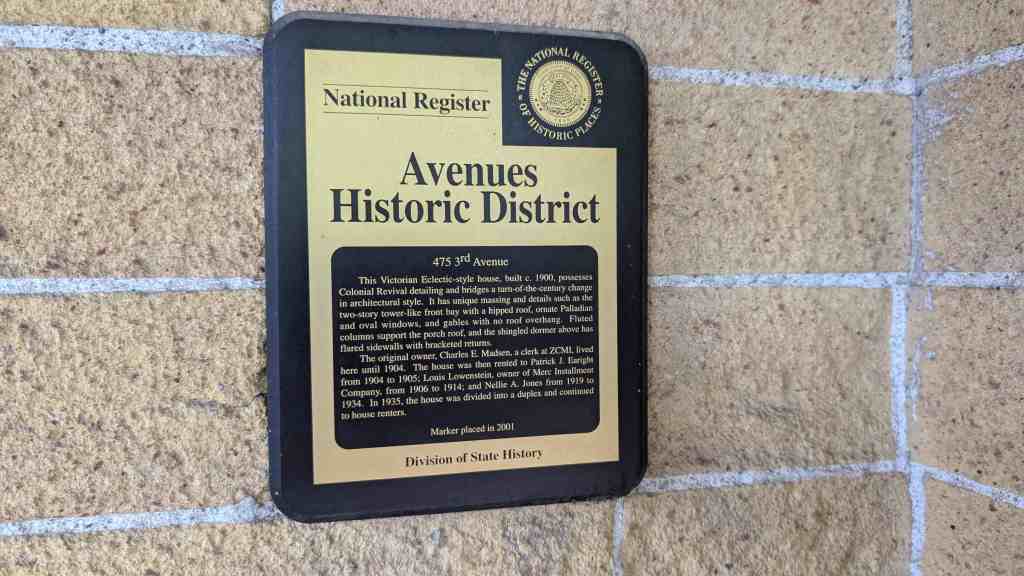 National Register
THE NATIONAL REGISTER
OF HISTORIC PLACES
Avenues
Historic District
475 3rd Avenue
This Victorian Eclectic-style house, built c. 1900, possesses
Colonial Revival detailing and bridges a turn-of-the-century change
in architectural style. It has unique massing and details such as the
two-story tower-like front bay with a hipped roof, ornate Palladian
and oval windows, and gables with no roof overhang. Fluted
columns support the porch roof, and the shingled dormer above has
flared sidewalls with bracketed returns.
The original owner, Charles E. Madsen, a clerk at ZCMI, lived
here until 1904. The house was then rented to Patrick J. Earight
from 1904 to 1905; Louis Lowenstein, owner of Merc Installment
Company, from 1906 to 1914; and Nellie A. Jones from 1919 to
1934. In 1935, the house was divided into a duplex and continued
to house renters.
Marker placed in 2001
Division of State History